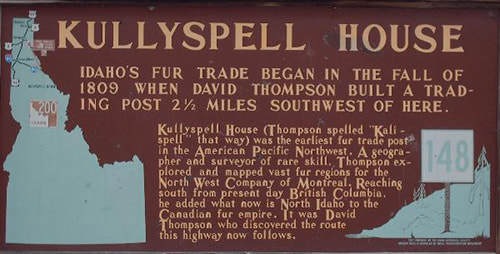 KULLYSPELL HOUSE
IDAHO'S FUR TRADE BEGAN IN THE FALL OF
1809 WHEN DAVID THOMPSON BUILT A TRAD-
ING POST 2½ MILES SOUTHWEST OF HERE.
200
Kullyspell House (Thompson spelled "Kali-
spell" that way) was the earliest fur trade post
in the American Pacific Northwest. A geogra-
pher and surveyor of rare skill, Thompson ex-
plored and mapped vast fur regions for the
North West Company of Montreal. Reaching
south from present day British Columbia,
he added what now is North Idaho to the
Canadian fur empire. It was David
Thompson who discovered the route
this highway now follows.
148